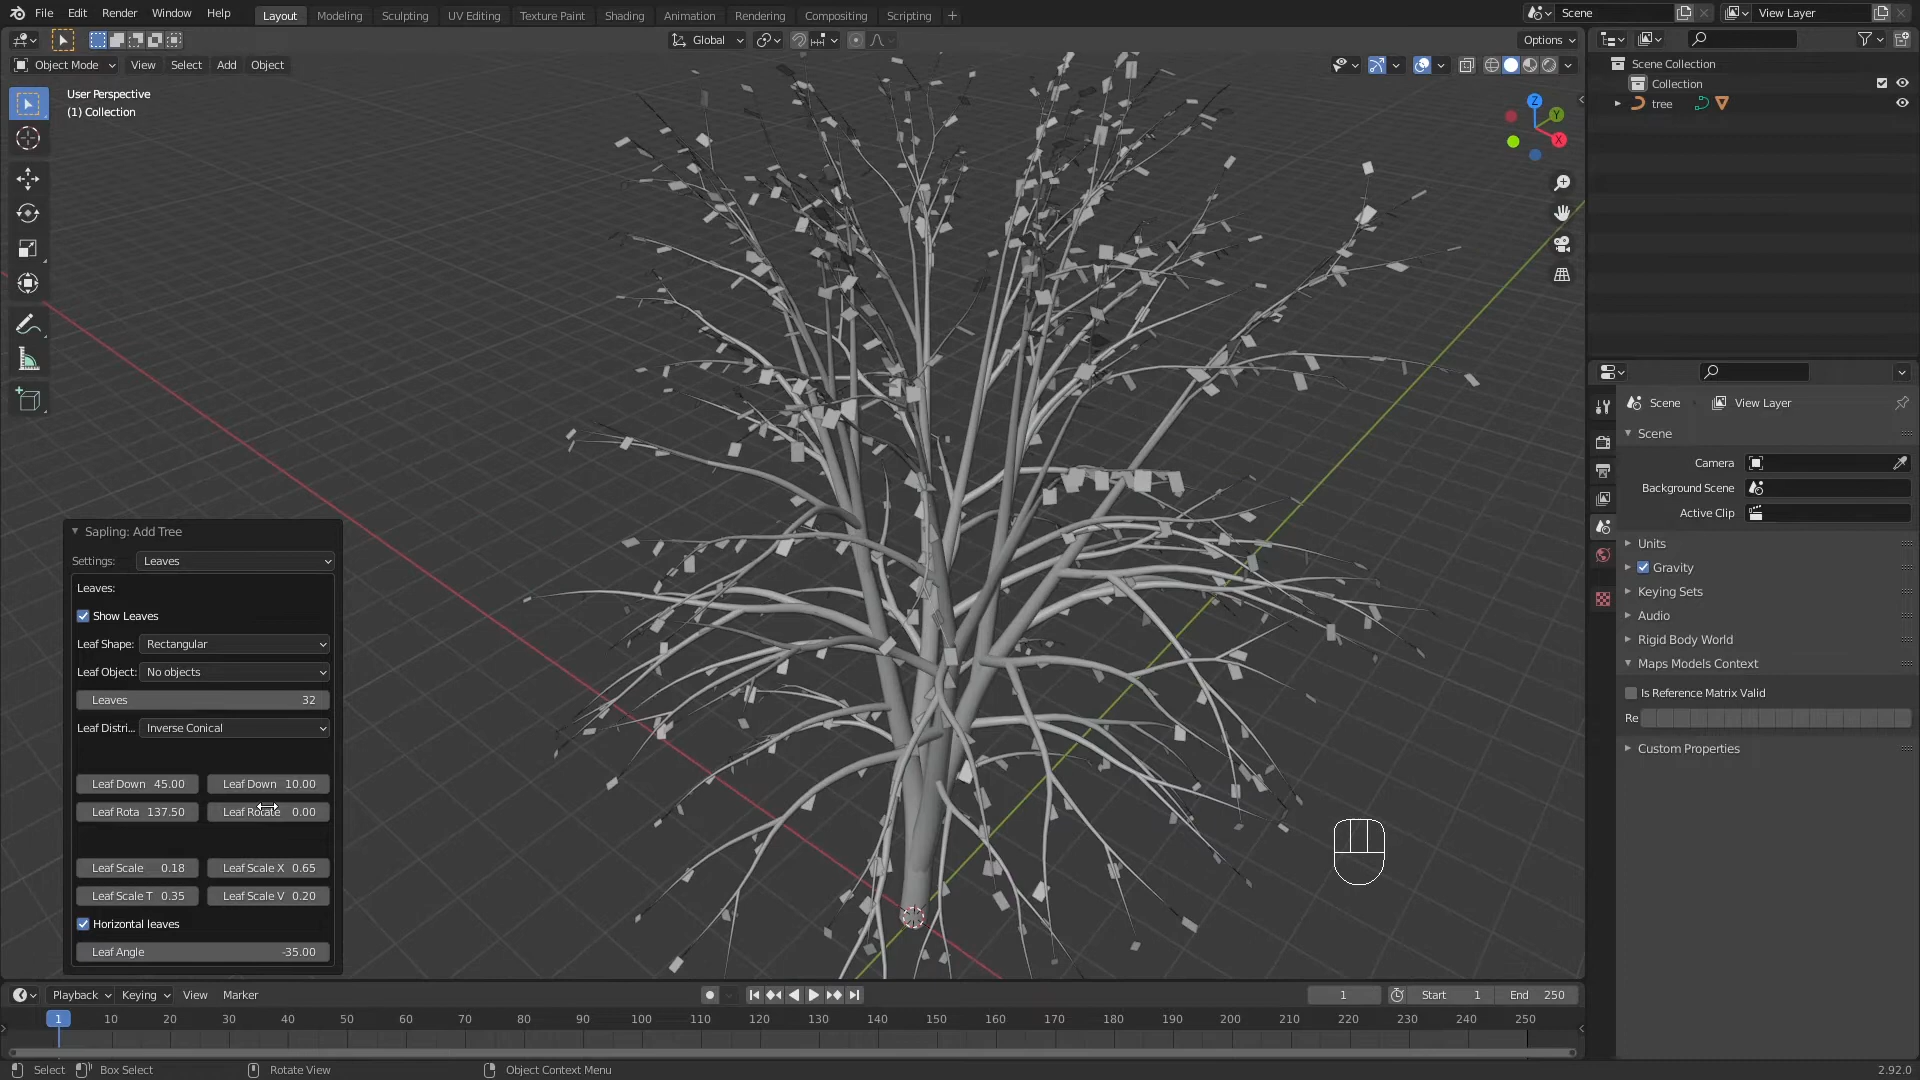 File Edit Render Window Help Layout Modeling Sculpting UV Editing Texture Paint Shading Animation Rendering Compositing Scripting + Scene View Layer
Global Options
Object Mode View Select Add Object
User Perspective
(1) Collection
Z
Y
X
Scene Collection
Collection
tree
Sapling: Add Tree
Settings: Leaves
Leaves:
Show Leaves
Leaf Shape: Rectangular
Leaf Object: No objects
Leaves 32
Leaf Distri... Inverse Conical
Leaf Down 45.00 Leaf Down 10.00
Leaf Rota 137.50 Leaf Rotate 0.00
Leaf Scale 0.18 Leaf Scale X 0.65
Leaf Scale T 0.35 Leaf Scale V 0.20
Horizontal leaves
Leaf Angle -35.00
Scene View Layer
Scene
Camera
Background Scene
Active Clip
Units
Gravity
Keying Sets
Audio
Rigid Body World
Maps Models Context
Is Reference Matrix Valid
Re
Custom Properties
Playback Keying View Marker 1 Start 1 End 250
1 10 20 30 40 50 60 70 80 90 100 110 120 130 140 150 160 170 180 190 200 210 220 230 240 250
Select Box Select Rotate View Object Context Menu 2.92.0